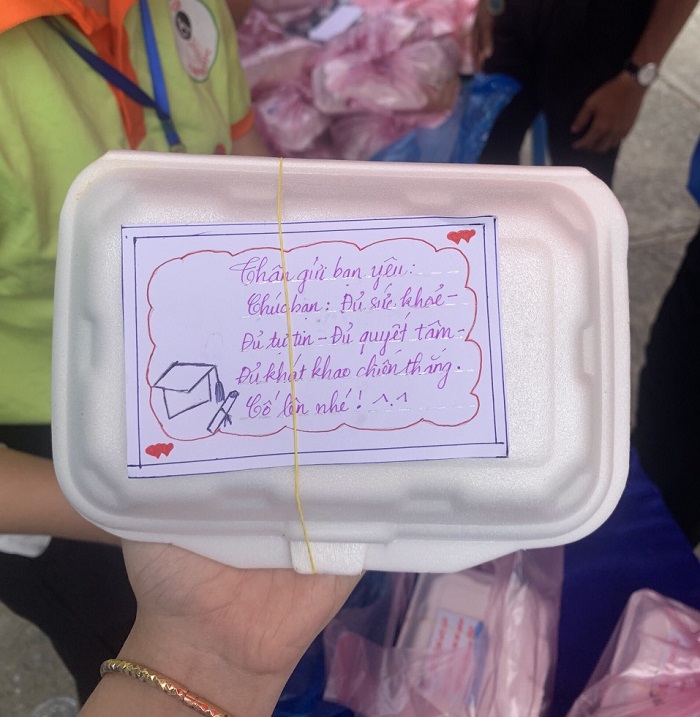 Thân gửi bạn yêu:
Chúc bạn: Đủ sức khoẻ -
Đủ tự tin - Đủ quyết tâm -
Đủ khát khao chiến thắng.
Cố lên nhé! ^^